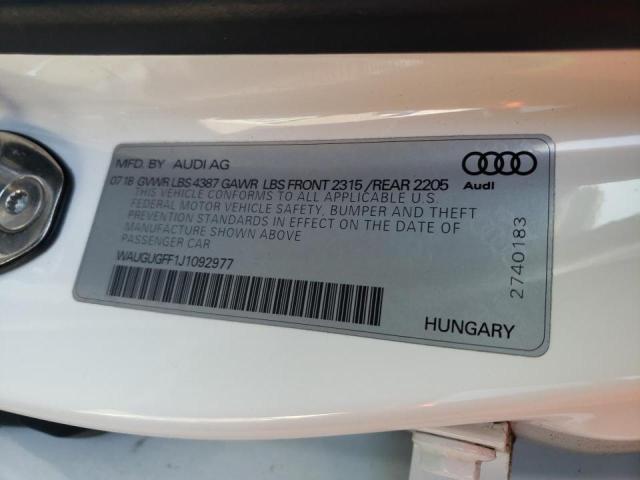 MFD. BY AUDI AG
0718 GVWR LBS 4387 GAWR LBS FRONT 2315 / REAR 2205
THIS VEHICLE CONFORMS TO ALL APPLICABLE U.S.
FEDERAL MOTOR VEHICLE SAFETY, BUMPER AND THEFT
PREVENTION STANDARDS IN EFFECT ON THE DATE OF
MANUFACTURE SHOWN ABOVE
PASSENGER CAR
WAUGUGFF1J1092977
Audi
2740183
HUNGARY